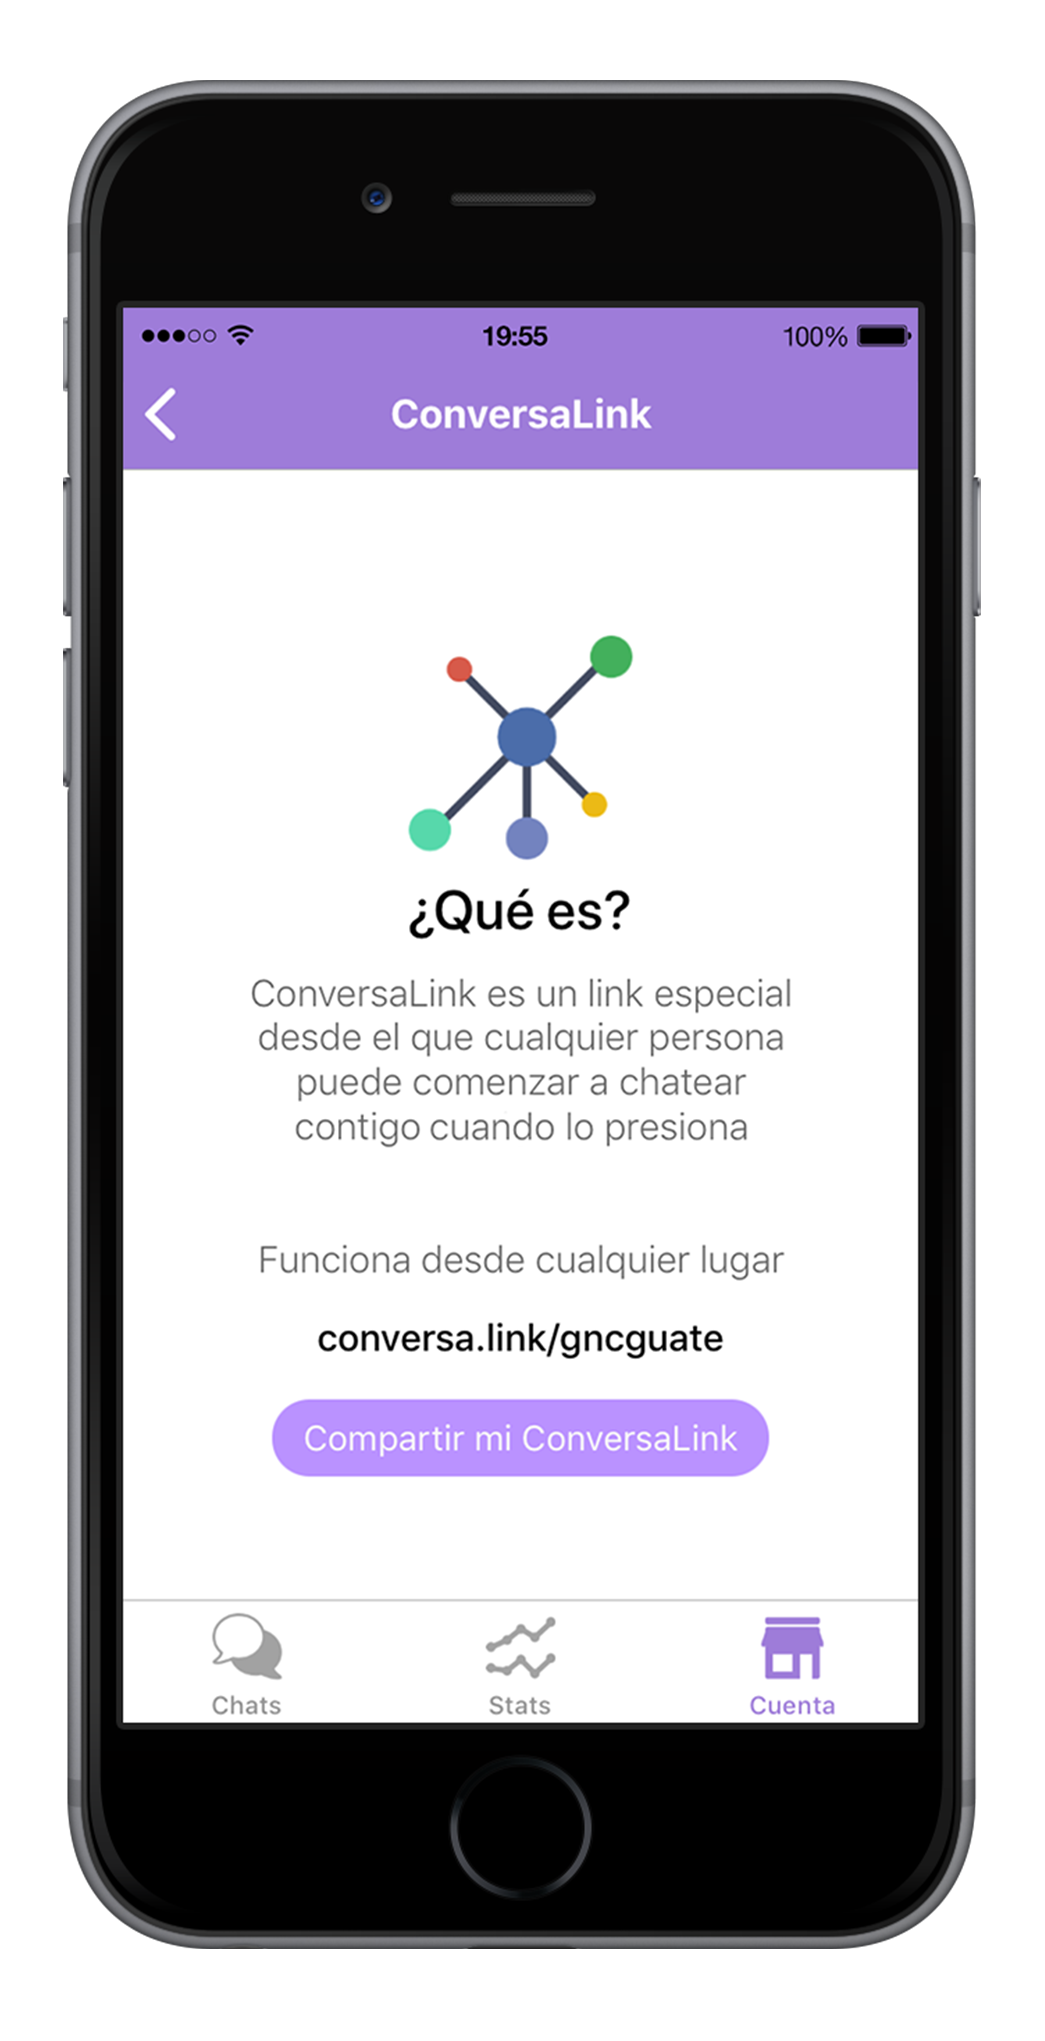 19:55
100%
ConversaLink
¿Qué es?
ConversaLink es un link especial
desde el que cualquier persona
puede comenzar a chatear
contigo cuando lo presiona
Funciona desde cualquier lugar
conversa.link/gncguate
Compartir mi ConversaLink
Chats
Stats
Cuenta